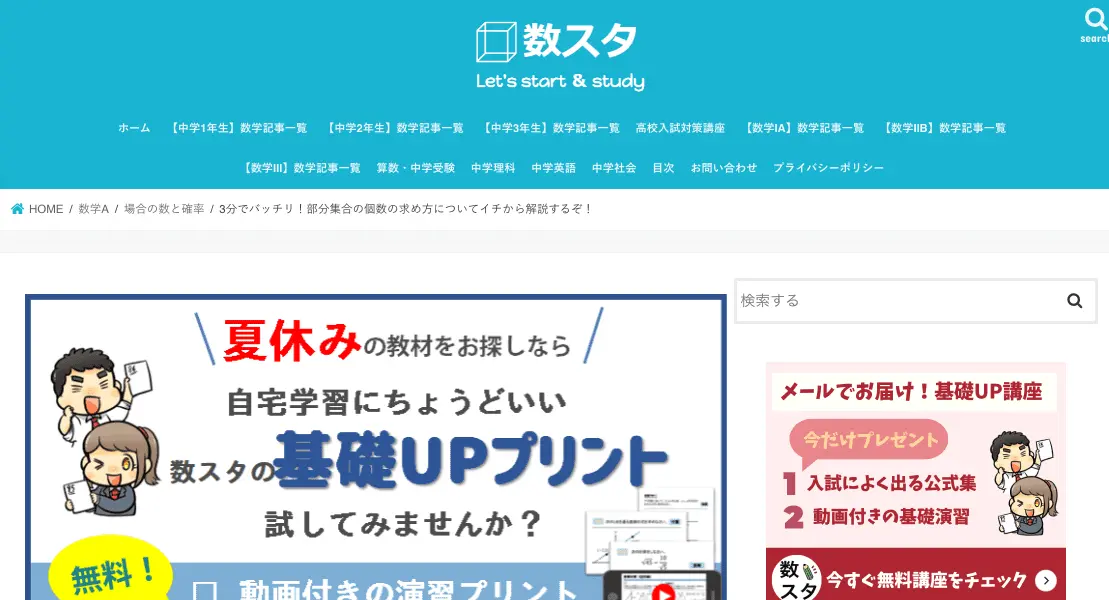 数スタ
Let's start & study
search
ホーム 【中学1年生】数学記事一覧 【中学2年生】数学記事一覧 【中学3年生】数学記事一覧 高校入試対策講座 【数学IA】数学記事一覧 【数学IIB】数学記事一覧
【数学III】数学記事一覧 算数・中学受験 中学理科 中学英語 中学社会 目次 お問い合わせ プライバシーポリシー
HOME / 数学A / 場合の数と確率 / 3分でバッチリ！部分集合の個数の求め方についてイチから解説するぞ！
夏休みの教材をお探しなら
自宅学習にちょうどいい
数スタの基礎UPプリント
試してみませんか？
無料！
動画付きの演習プリント
検索する
メールでお届け！基礎UP講座
今だけプレゼント
1 入試によく出る公式集
2 動画付きの基礎演習
数スタ
今すぐ無料講座をチェック